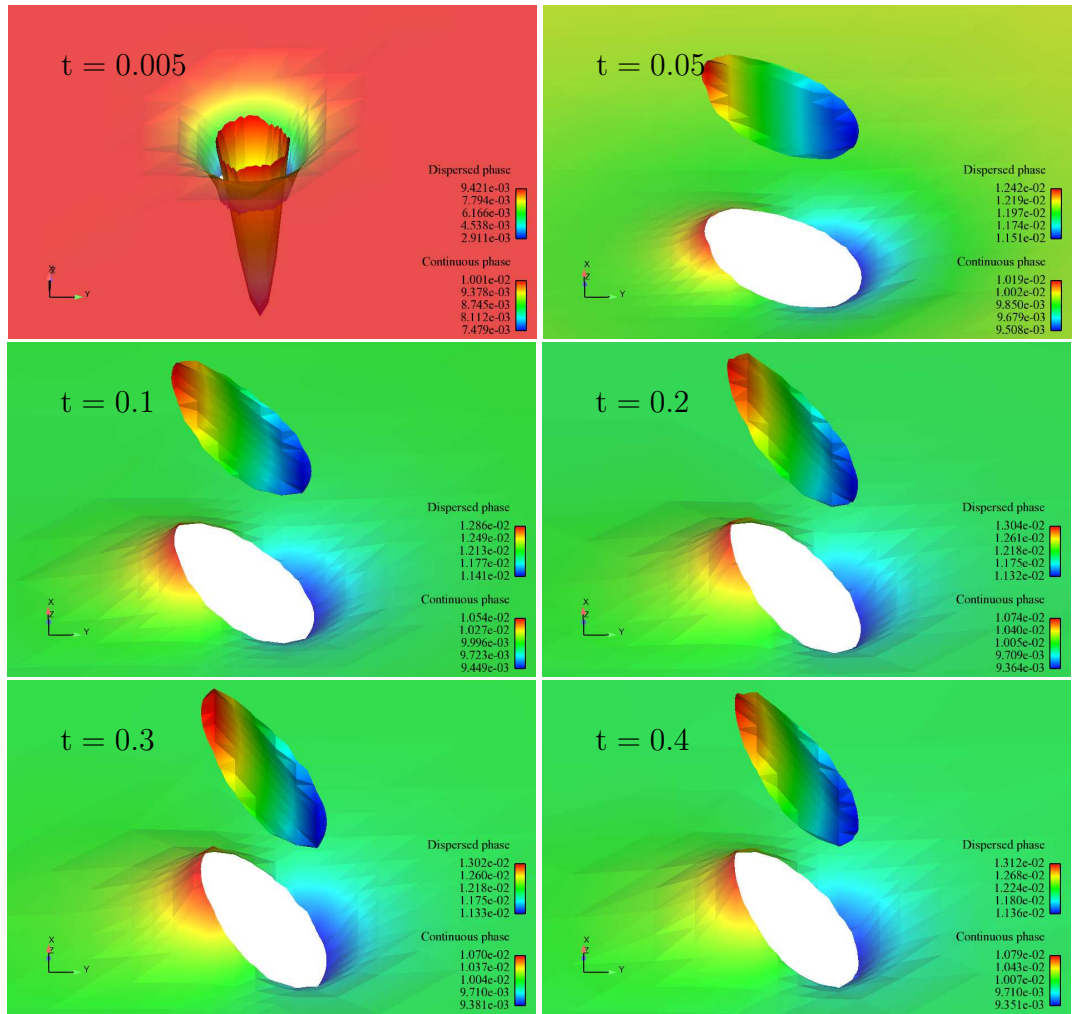 t = 0.005
Dispersed phase
9.421e-03
7.794e-03
6.166e-03
4.538e-03
2.911e-03
Continuous phase
1.001e-02
9.378e-03
8.745e-03
8.112e-03
7.479e-03
Y
t = 0.05
Dispersed phase
1.242e-02
1.219e-02
1.197e-02
1.174e-02
1.151e-02
Continuous phase
1.019e-02
1.002e-02
9.850e-03
9.679e-03
9.508e-03
X
Z
Y
t = 0.1
Dispersed phase
1.286e-02
1.249e-02
1.213e-02
1.177e-02
1.141e-02
Continuous phase
1.054e-02
1.027e-02
9.996e-03
9.723e-03
9.449e-03
X
Z
Y
t = 0.2
Dispersed phase
1.304e-02
1.261e-02
1.218e-02
1.175e-02
1.132e-02
Continuous phase
1.074e-02
1.040e-02
1.005e-02
9.709e-03
9.364e-03
X
Z
Y
t = 0.3
Dispersed phase
1.302e-02
1.260e-02
1.218e-02
1.175e-02
1.133e-02
Continuous phase
1.070e-02
1.037e-02
1.004e-02
9.710e-03
9.381e-03
X
Z
Y
t = 0.4
Dispersed phase
1.312e-02
1.268e-02
1.224e-02
1.180e-02
1.136e-02
Continuous phase
1.079e-02
1.043e-02
1.007e-02
9.710e-03
9.351e-03
X
Z
Y